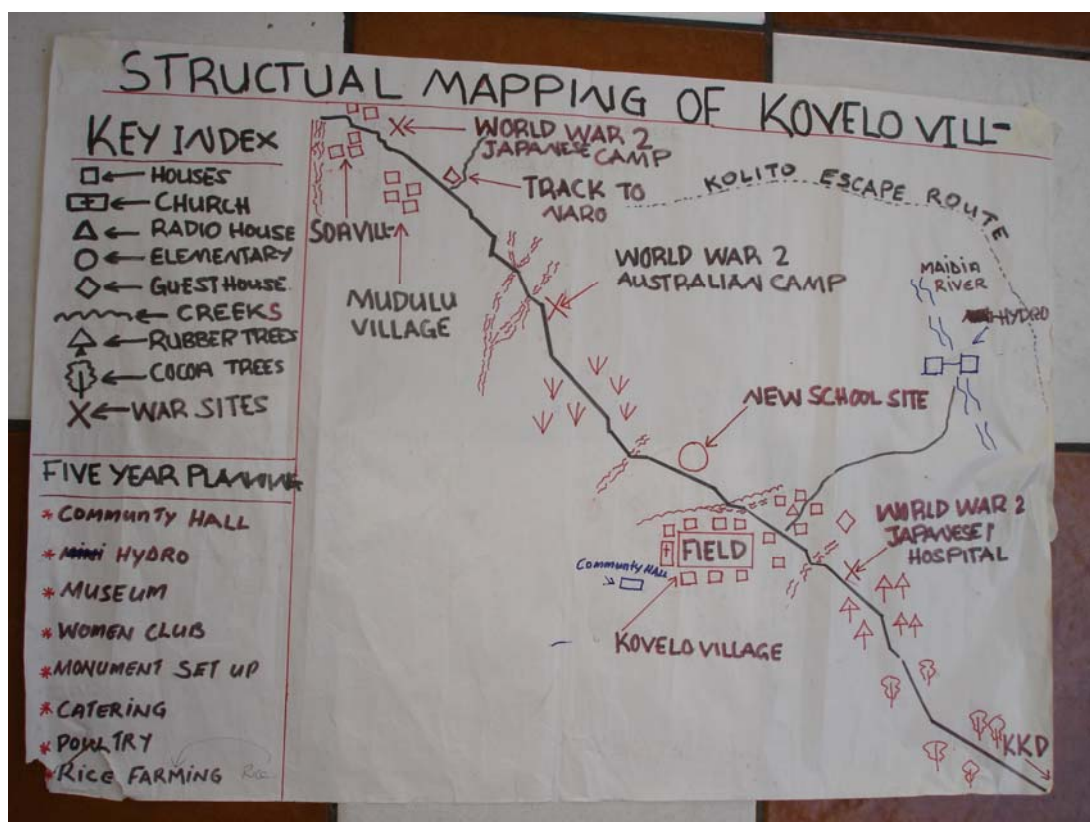 STRUCTUAL MAPPING OF KOVELO VILL-
KEY INDEX
HOUSES
CHURCH
RADIO HOUSE
ELEMENTARY
GUEST HOUSE
CREEKS
RUBBER TREES
COCOA TREES
WAR SITES
FIVE YEAR PLANNING
* COMMUNTY HALL
* HYDRO
* MUSEUM
* WOMEN CLUB
* MONUMENT SET UP
* CATERING
* POULTRY
* RICE FARMING
WORLD WAR 2
JAPANESE CAMP
TRACK TO
NARO
KOLITO ESCAPE ROUTE
SORVILL-
MUDULU
VILLAGE
WORLD WAR 2
AUSTRALIAN CAMP
MAIDIA
RIVER
HYDRO
NEW SCHOOL SITE
WORLD WAR 2
JAPANESE
HOSPITAL
FIELD
Community HALL
KOVELO VILLAGE
KKD